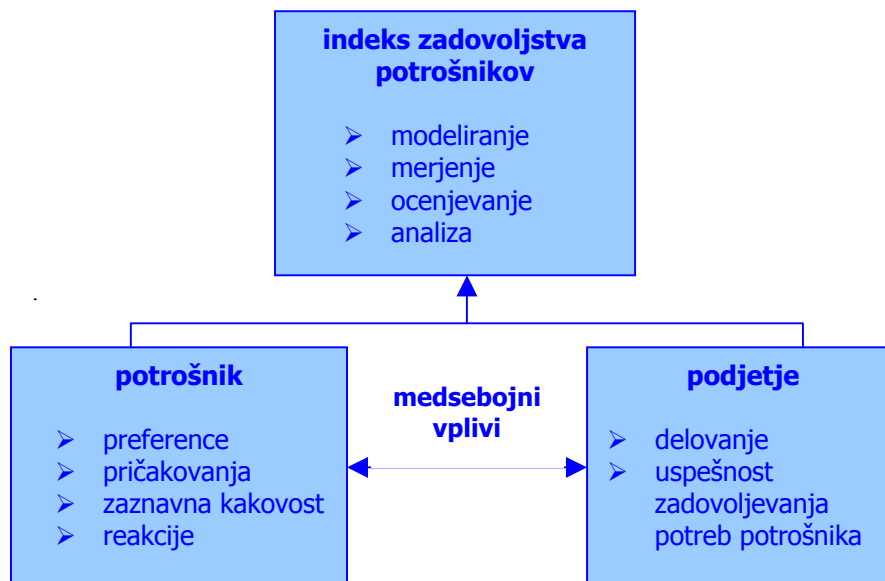 indeks zadovoljstva
potrošnikov
➢ modeliranje
➢ merjenje
➢ ocenjevanje
➢ analiza
.
potrošnik
➢ preference
➢ pričakovanja
➢ zaznavna kakovost
➢ reakcije
medsebojni
vplivi
podjetje
➢ delovanje
➢ uspešnost
zadovoljevanja
potreb potrošnika